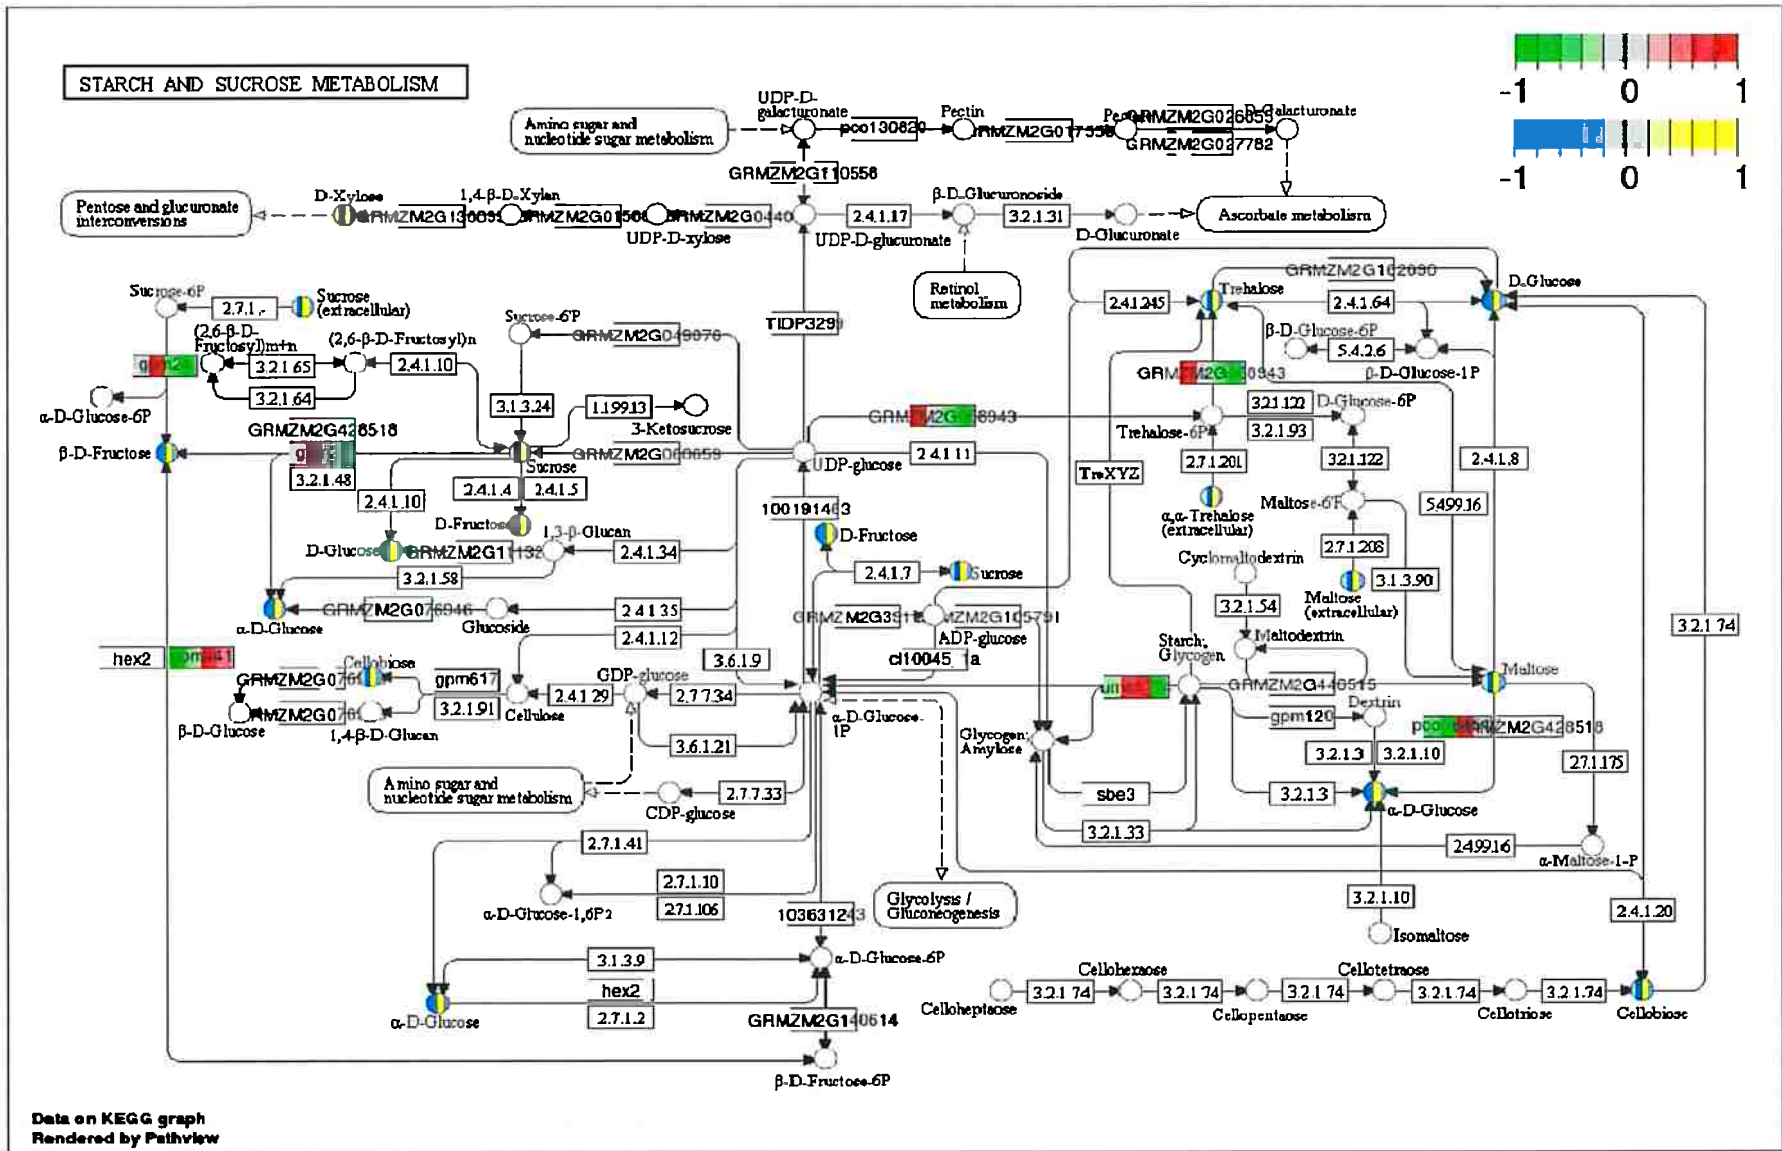 STARCH AND SUCROSE METABOLISM
-1 0 1
-1 0 1
Amino sugar and
nucleotide sugar metabolism
UDP-D-
galacturonate
pco130820
Pectin
D-Galacturonate
GRMZM2G027782
GRMZM2G110558
Pentose and glucuronate
interconversions
D-Xylose
1,4-β-D-Xylan
UDP-D-xylose
2.4.1.17
UDP-D-glucuronate
β-D-Glucuronoside
3.2.1.31
D-Glucuronate
Ascorbate metabolism
Retinol
metabolism
Sucrose-6P
2.7.1.-
Sucrose
(extracellular)
(2,6-β-D-
Fructosyl)m+n
(2,6-β-D-Fructosyl)n
3.2.1.65
2.4.1.10
3.2.1.64
α-D-Glucose-6P
Sucrose-6'P
GRMZM2G049076
3.1.3.24
1.1.99.13
3-Ketosucrose
GRMZM2G428518
3.2.1.48
β-D-Fructose
Sucrose
UDP-glucose
2.4.1.11
2.4.1.10
2.4.1.4
2.4.1.5
D-Fructose
D-Glucose
1,3-β-Glucan
2.4.1.34
3.2.1.58
α-D-Glucose
GRMZM2G076946
Glucoside
2.4.1.35
2.4.1.12
100191463
D-Fructose
2.4.1.7
Sucrose
ADP-glucose
cl10045_1a
3.6.1.9
hex2
Cellobiose
gpm617
3.2.1.91
Cellulose
2.4.1.29
GDP-glucose
2.7.7.34
β-D-Glucose
1,4-β-D-Glucan
3.6.1.21
α-D-Glucose-
1P
Amino sugar and
nucleotide sugar metabolism
2.7.7.33
CDP-glucose
2.7.1.41
2.7.1.10
2.7.1.106
α-D-Glucose-1,6P2
103631243
Glycolysis /
Gluconeogenesis
3.1.3.9
α-D-Glucose-6P
hex2
2.7.1.2
α-D-Glucose
GRMZM2G140614
β-D-Fructose-6P
2.4.1.245
Trehalose
GRMZM2G162090
2.4.1.64
D-Glucose
β-D-Glucose-6P
5.4.2.6
β-D-Glucose-1P
Trehalose-6P
3.2.1.122
3.2.1.93
D-Glucose-6P
TreXYZ
2.7.1.201
3.2.1.122
2.4.1.8
α,α-Trehalose
(extracellular)
Maltose-6'P
5.4.99.16
2.7.1.208
3.1.3.90
Maltose
(extracellular)
Cyclomaltodextrin
3.2.1.54
Maltodextrin
Starch;
Glycogen
GRMZM2G440515
Maltose
gpm120
Dextrin
Glycogen;
Amylose
3.2.1.3
3.2.1.10
2.7.1.175
sbe3
3.2.1.3
α-D-Glucose
3.2.1.33
2.4.99.16
α-Maltose-1-P
3.2.1.74
3.2.1.10
Isomaltose
2.4.1.20
Celloheptaose
3.2.1.74
Cellohexaose
3.2.1.74
Cellopentaose
3.2.1.74
Cellotetraose
3.2.1.74
Cellotriose
3.2.1.74
Cellobiose
Data on KEGG graph
Rendered by Pathview